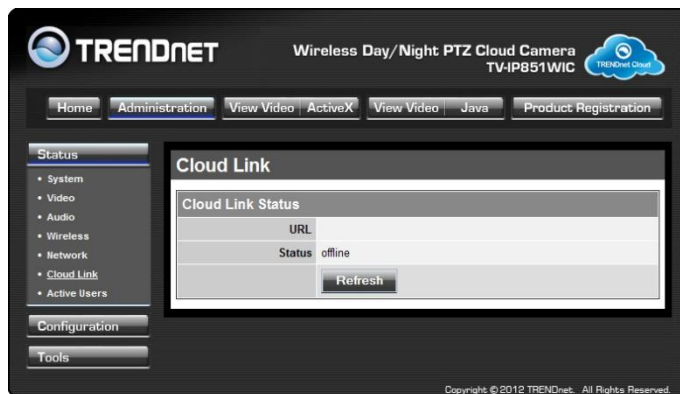 TRENDNET
Wireless Day/Night PTZ Cloud Camera
TV-IP851WIC
TRENDnet Cloud
Home
Administration
View Video ActiveX
View Video Java
Product Registration
Status
• System
• Video
• Audio
• Wireless
• Network
• Cloud Link
• Active Users
Configuration
Tools
Cloud Link
Cloud Link Status
URL
Status offline
Refresh
Copyright © 2012 TRENDnet. All Rights Reserved.